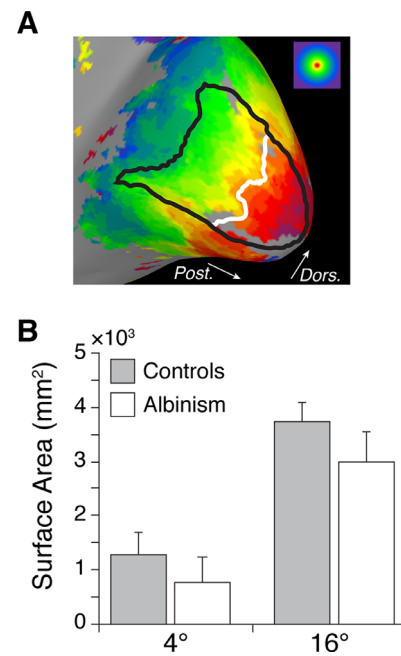 A
Post.
Dors.
B
×10³
Surface Area (mm²)
5
4
3
2
1
0
Controls
Albinism
4°
16°